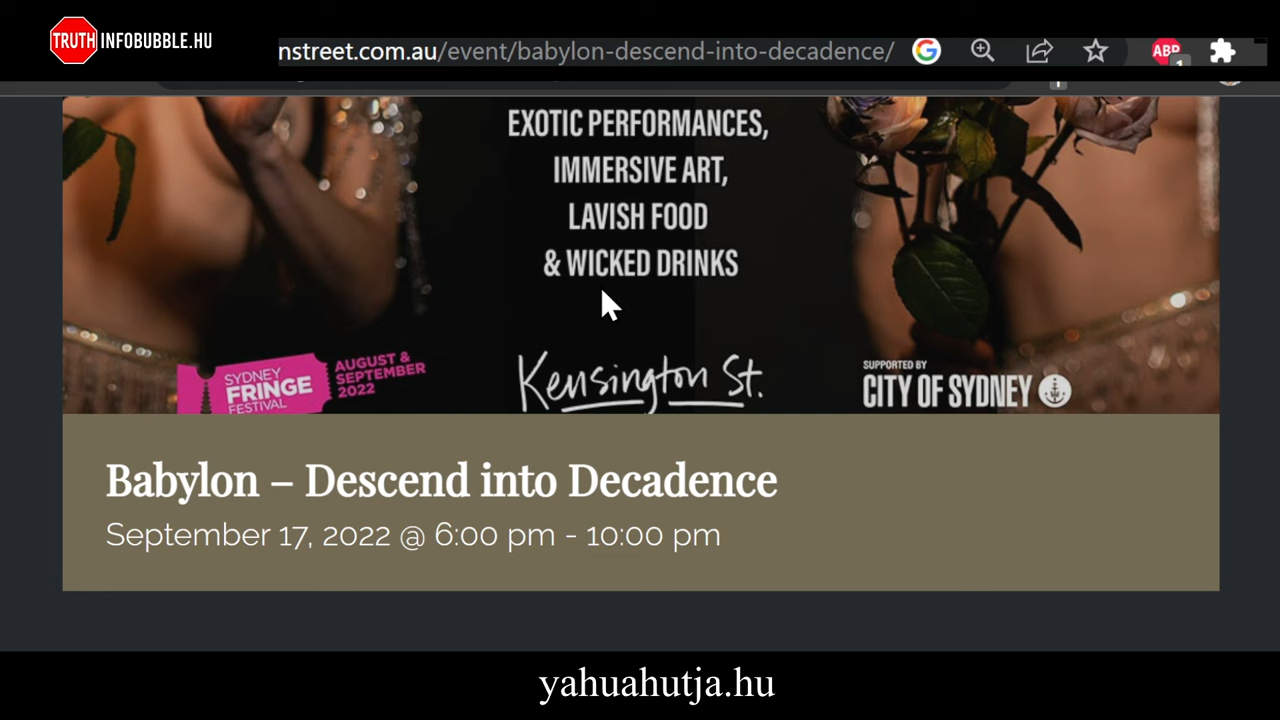 TRUTH INFOBUBBLE.HU
nstreet.com.au/event/babylon-descend-into-decadence/
ABP
1
EXOTIC PERFORMANCES,
IMMERSIVE ART,
LAVISH FOOD
& WICKED DRINKS
SYDNEY
FRINGE
FESTIVAL
AUGUST &
SEPTEMBER
2022
Kensington St.
SUPPORTED BY
CITY OF SYDNEY
Babylon – Descend into Decadence
September 17, 2022 @ 6:00 pm - 10:00 pm
yahuahutja.hu